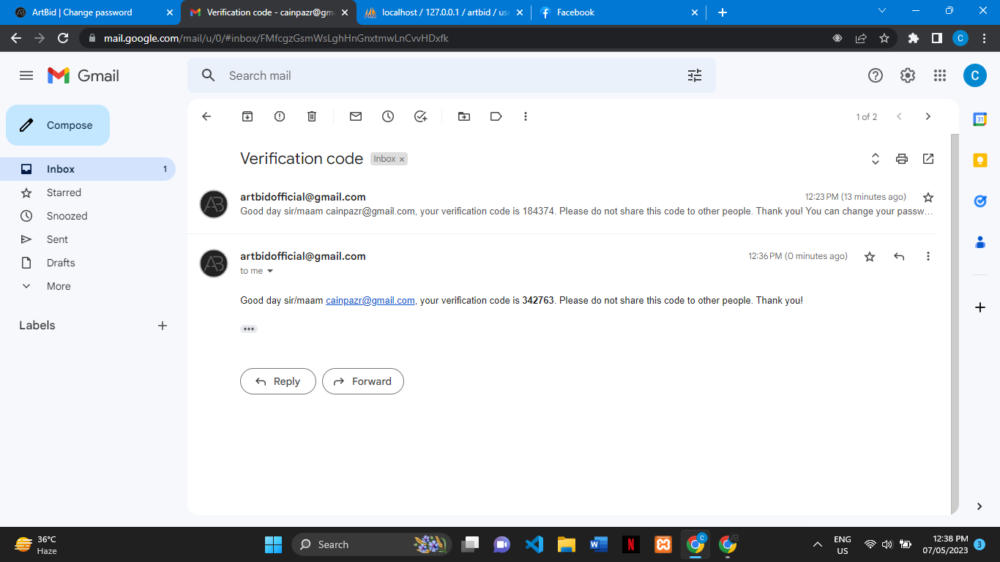 ArtBid | Change password
Verification code - cainpazr@gma
localhost / 127.0.0.1 / artbid / use
Facebook
mail.google.com/mail/u/0/#inbox/FMfcgzGsmWsLghHnGnxtmwLnCvvHDxfk
C
Gmail
Search mail
C
Compose
1 of 2
31
Verification code
Inbox ×
Inbox
1
Starred
Snoozed
Sent
Drafts
More
Labels
artbidofficial@gmail.com
12:23 PM (13 minutes ago)
Good day sir/maam cainpazr@gmail.com, your verification code is 184374. Please do not share this code to other people. Thank you! You can change your passw…
artbidofficial@gmail.com
12:36 PM (0 minutes ago)
to me
Good day sir/maam cainpazr@gmail.com, your verification code is 342763. Please do not share this code to other people. Thank you!
Reply
Forward
36°C
Haze
Search
ENG
US
12:38 PM
07/05/2023
3